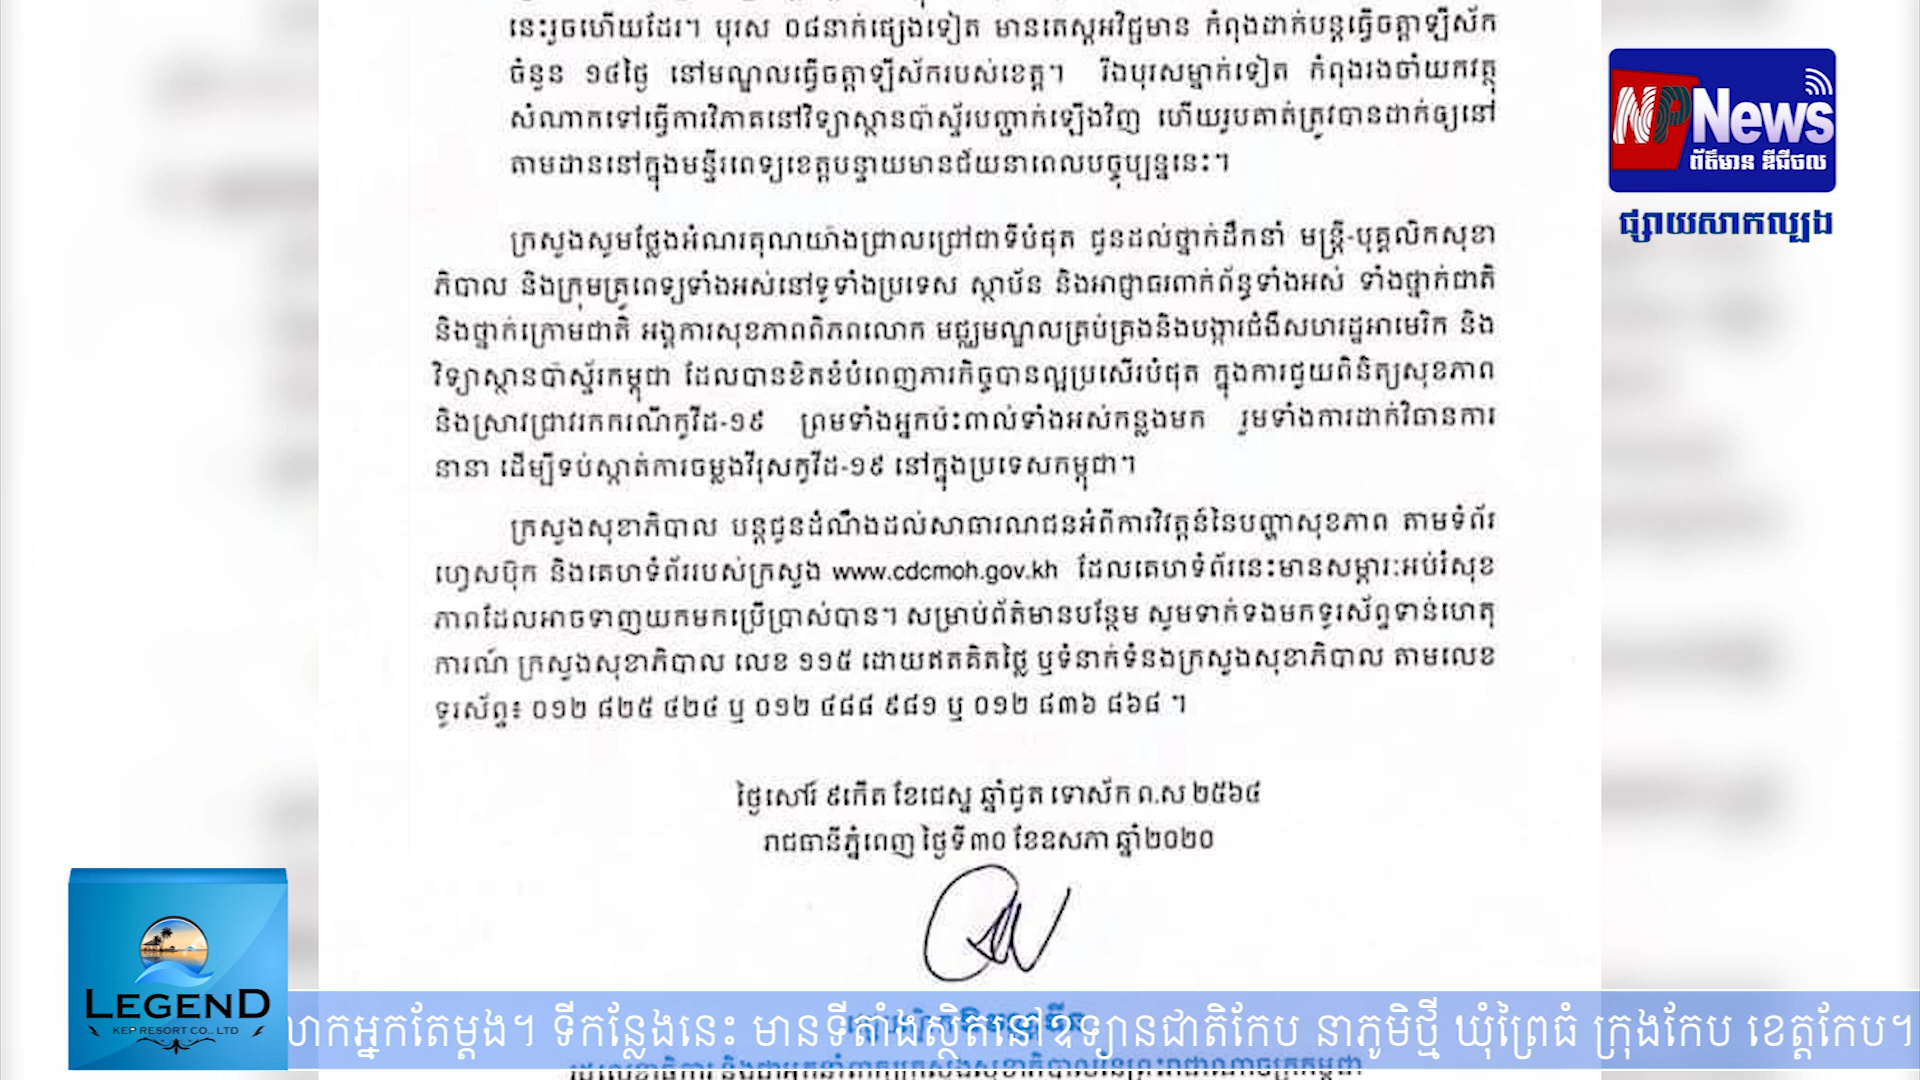 នេះរួចហើយដែរ។ បុរស ០៨នាក់ផ្សេងទៀត មានតេស្តអវិជ្ជមាន កំពុងដាក់បន្តធ្វើចត្តាឡីស័ក
ចំនួន ១៤ថ្ងៃ នៅមណ្ឌលធ្វើចត្តាឡីស័ករបស់ខេត្ត។ រីឯបុរសម្នាក់ទៀត កំពុងរងចាំយកវត្ថុ
សំណាកទៅធ្វើការវិភាគនៅវិទ្យាស្ថានប៉ាស្ទ័របញ្ជាក់ឡើងវិញ ហើយរូបគាត់ត្រូវបានដាក់ឲ្យនៅ
តាមដាននៅក្នុងមន្ទីរពេទ្យខេត្តបន្ទាយមានជ័យនាពេលបច្ចុប្បន្ននេះ។
ក្រសួងសូមថ្លែងអំណរគុណយ៉ាងជ្រាលជ្រៅជាទីបំផុត ជូនដល់ថ្នាក់ដឹកនាំ មន្ត្រី-បុគ្គលិកសុខា
ភិបាល និងក្រុមគ្រូពេទ្យទាំងអស់នៅទូទាំងប្រទេស ស្ថាប័ន និងអាជ្ញាធរពាក់ព័ន្ធទាំងអស់ ទាំងថ្នាក់ជាតិ
និងថ្នាក់ក្រោមជាតិ អង្គការសុខភាពពិភពលោក មជ្ឈមណ្ឌលគ្រប់គ្រងនិងបង្ការជំងឺសហរដ្ឋអាមេរិក និង
វិទ្យាស្ថានប៉ាស្ទ័រកម្ពុជា ដែលបានខិតខំបំពេញភារកិច្ចបានល្អប្រសើរបំផុត ក្នុងការជួយពិនិត្យសុខភាព
និងស្រាវជ្រាវរកករណីកូវីដ-១៩ ព្រមទាំងអ្នកប៉ះពាល់ទាំងអស់កន្លងមក រួមទាំងការដាក់វិធានការ
នានា ដើម្បីទប់ស្កាត់ការចម្លងវីរុសកូវីដ-១៩ នៅក្នុងប្រទេសកម្ពុជា។
ក្រសួងសុខាភិបាល បន្តជូនដំណឹងដល់សាធារណជនអំពីការវិវត្តន៍នៃបញ្ហាសុខភាព តាមទំព័រ
ហ្វេសប៊ុក និងគេហទំព័ររបស់ក្រសួង www.cdcmoh.gov.kh ដែលគេហទំព័រនេះមានសម្ភារៈអប់រំសុខ
ភាពដែលអាចទាញយកមកប្រើប្រាស់បាន។ សម្រាប់ព័ត៌មានបន្ថែម សូមទាក់ទងមកទូរស័ព្ទទាន់ហេតុ
ការណ៍ ក្រសួងសុខាភិបាល លេខ ១១៥ ដោយឥតគិតថ្លៃ ឬទំនាក់ទំនងក្រសួងសុខាភិបាល តាមលេខ
ទូរស័ព្ទ៖ ០១២ ៨២៥ ៤២៤ ឬ ០១២ ៤៨៨ ៩៨១ ឬ ០១២ ៨៣៦ ៨៦៨ ។
ថ្ងៃសៅរ៍ ៩កើត ខែជេស្ឋ ឆ្នាំជូត ទោស័ក ព.ស ២៥៦៤
រាជធានីភ្នំពេញ ថ្ងៃទី៣០ ខែឧសភា ឆ្នាំ២០២០
NP News
ព័ត៌មាន ឌីជីថល
ផ្សាយសាកល្បង
LEGEND
KEP RESORT CO., LTD
អ្នកតែម្តង។ ទីកន្លែងនេះ មានទីតាំងស្ថិតនៅឧទ្យានជាតិកែប នាភូមិថ្មី ឃុំព្រៃធំ ក្រុងកែប ខេត្តកែប។